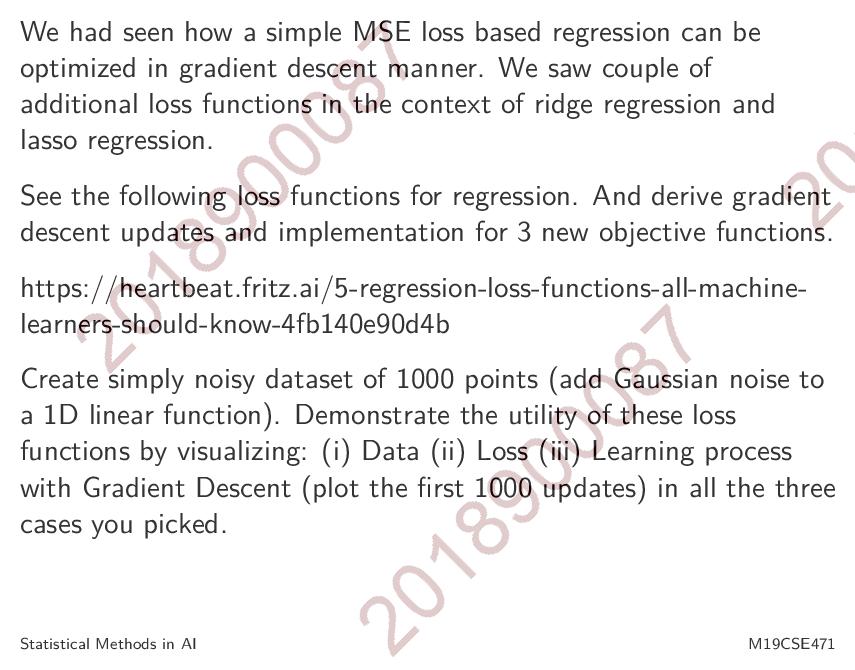 We had seen how a simple MSE loss based regression can be
optimized in gradient descent manner. We saw couple of
additional loss functions in the context of ridge regression and
lasso regression.
See the following loss functions for regression. And derive gradient
descent updates and implementation for 3 new objective functions.
https://heartbeat.fritz.ai/5-regression-loss-functions-all-machine-
learners-should-know-4fb140e90d4b
Create simply noisy dataset of 1000 points (add Gaussian noise to
a 1D linear function). Demonstrate the utility of these loss
functions by visualizing: (i) Data (ii) Loss (iii) Learning process
with Gradient Descent (plot the first 1000 updates) in all the three
cases you picked.
Statistical Methods in AI
M19CSE471
2018900087
2018900087
20